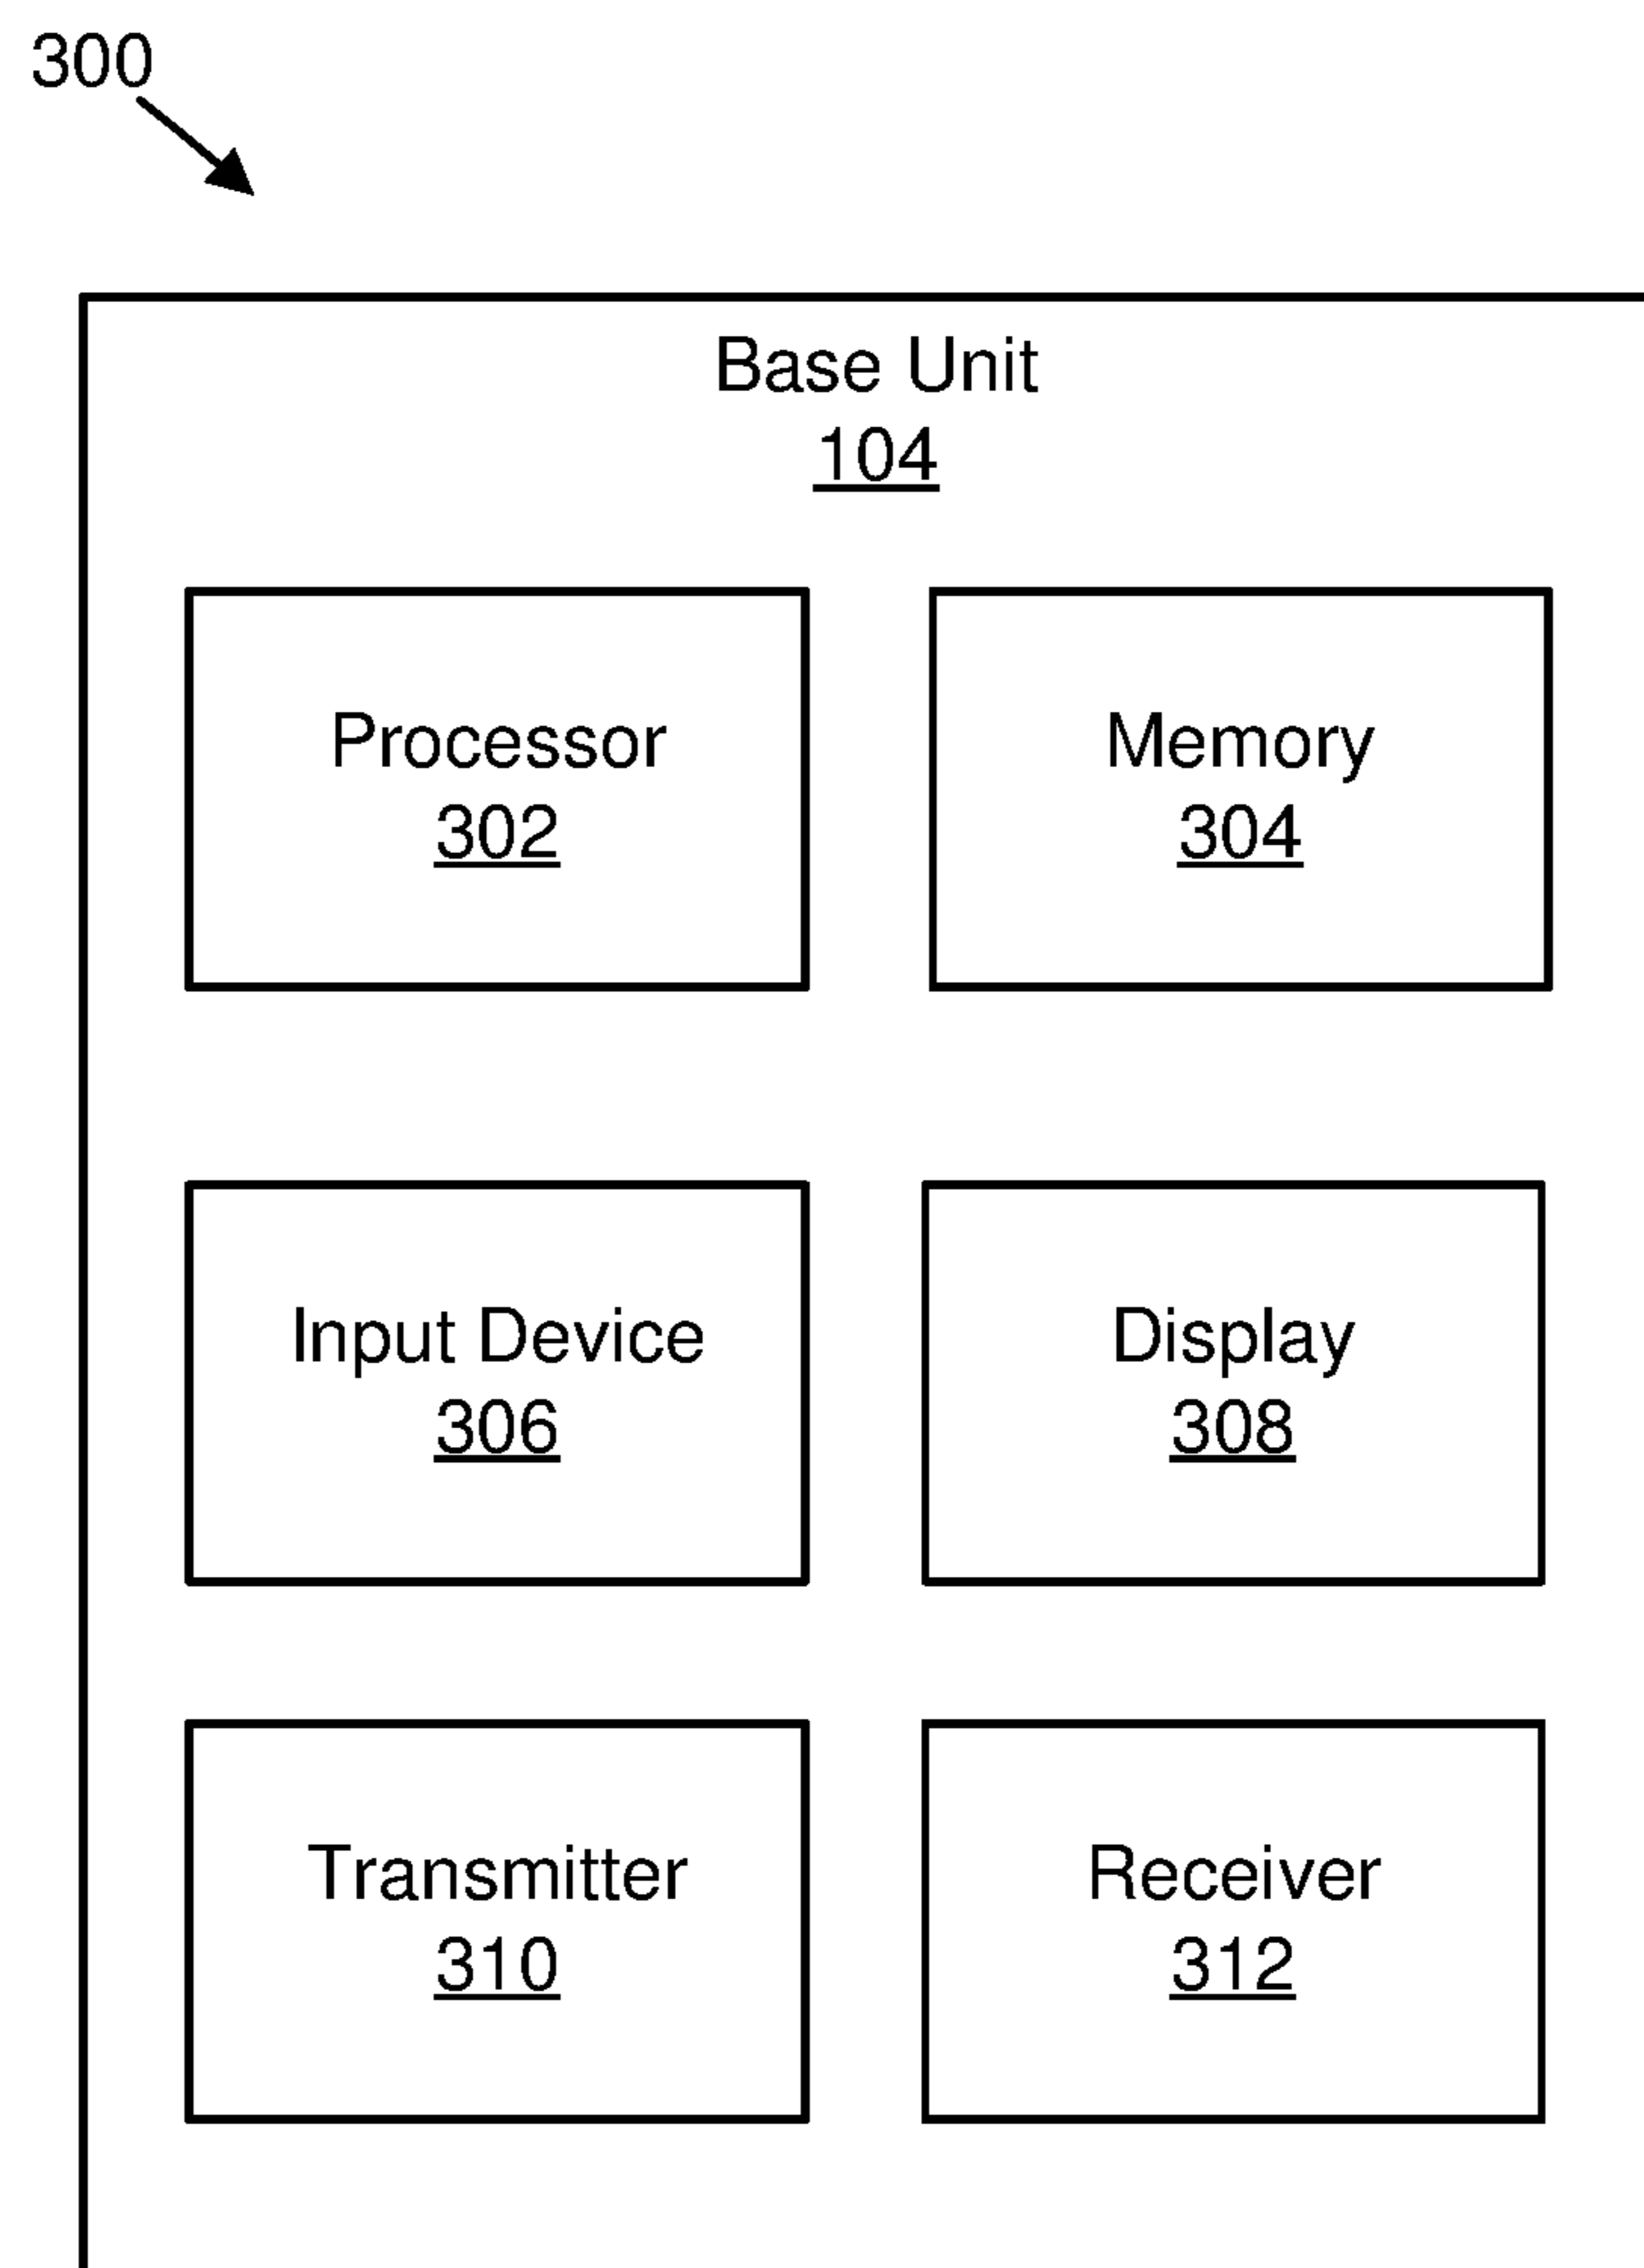 300
Base Unit
104
Processor
302
Memory
304
Input Device
306
Display
308
Transmitter
310
Receiver
312